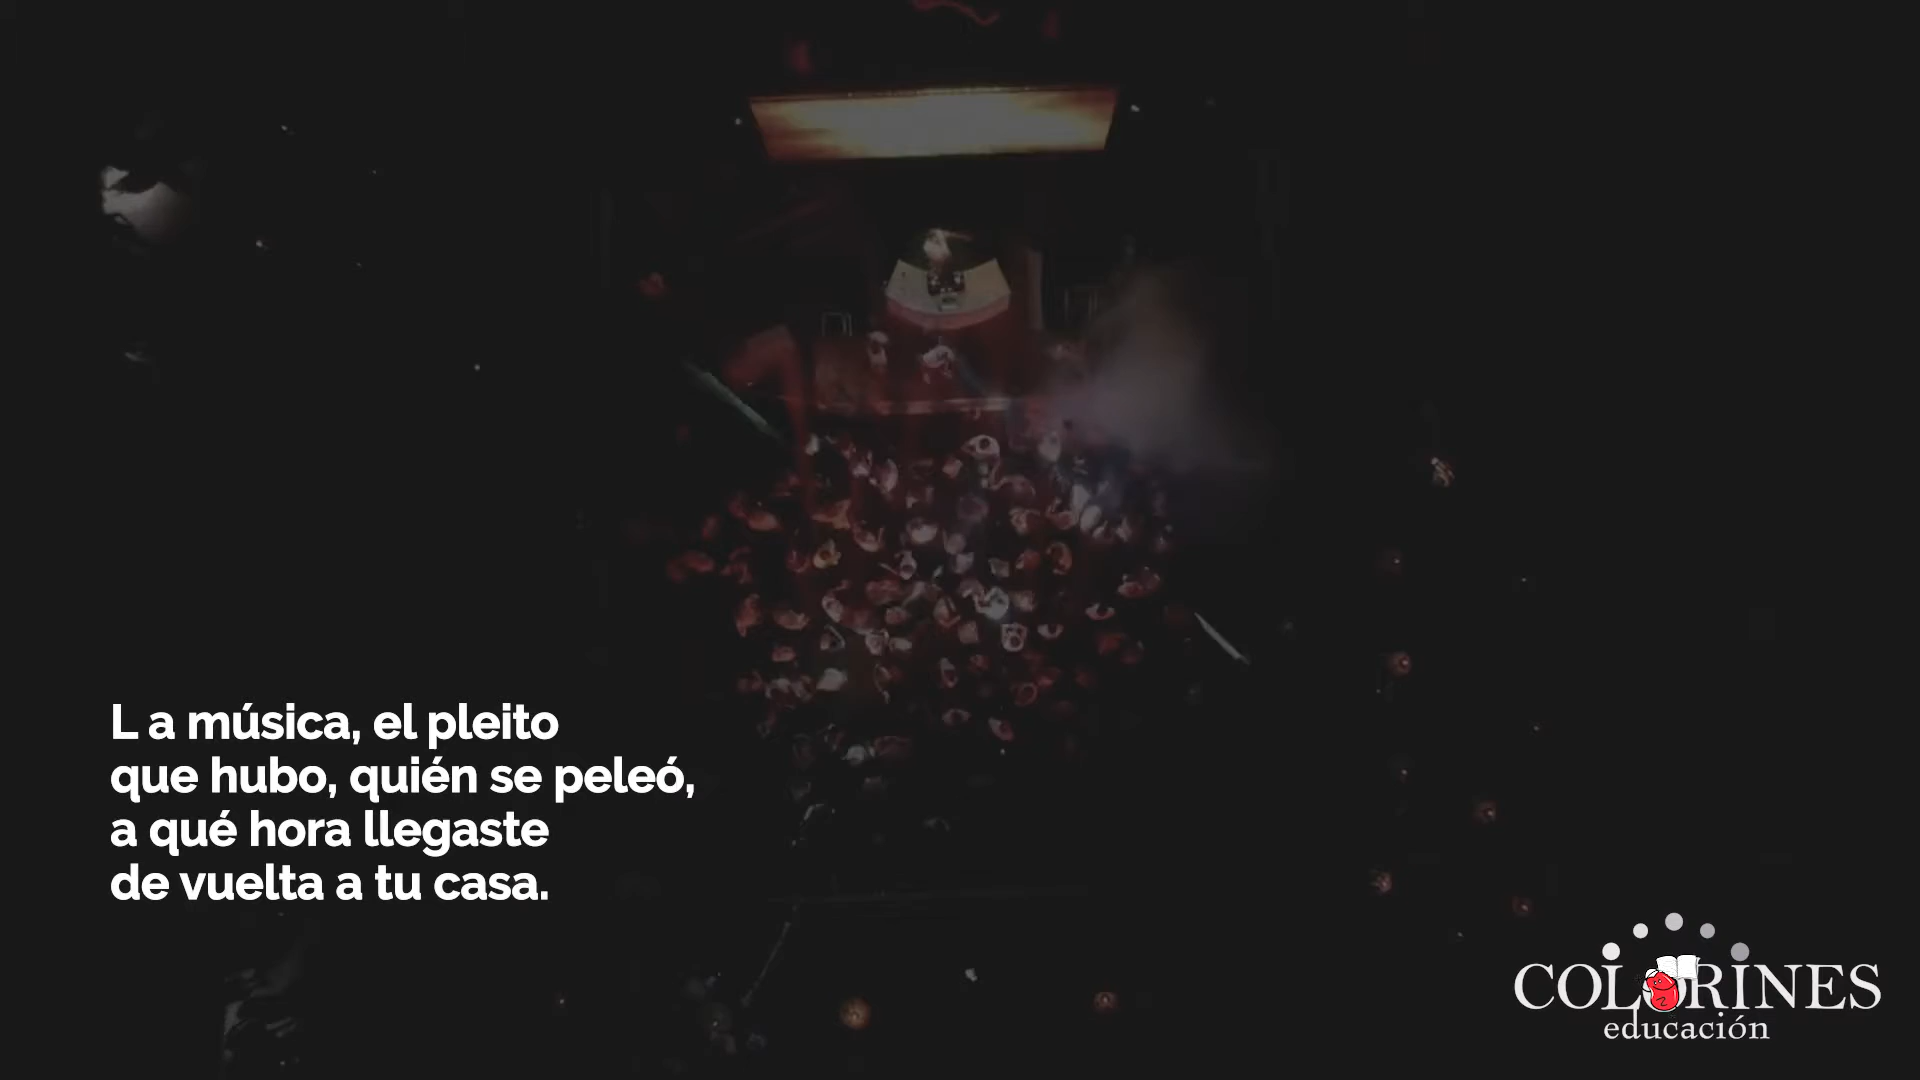 L a música, el pleito
que hubo, quién se peleó,
a qué hora llegaste
de vuelta a tu casa.
COLORINES
educación